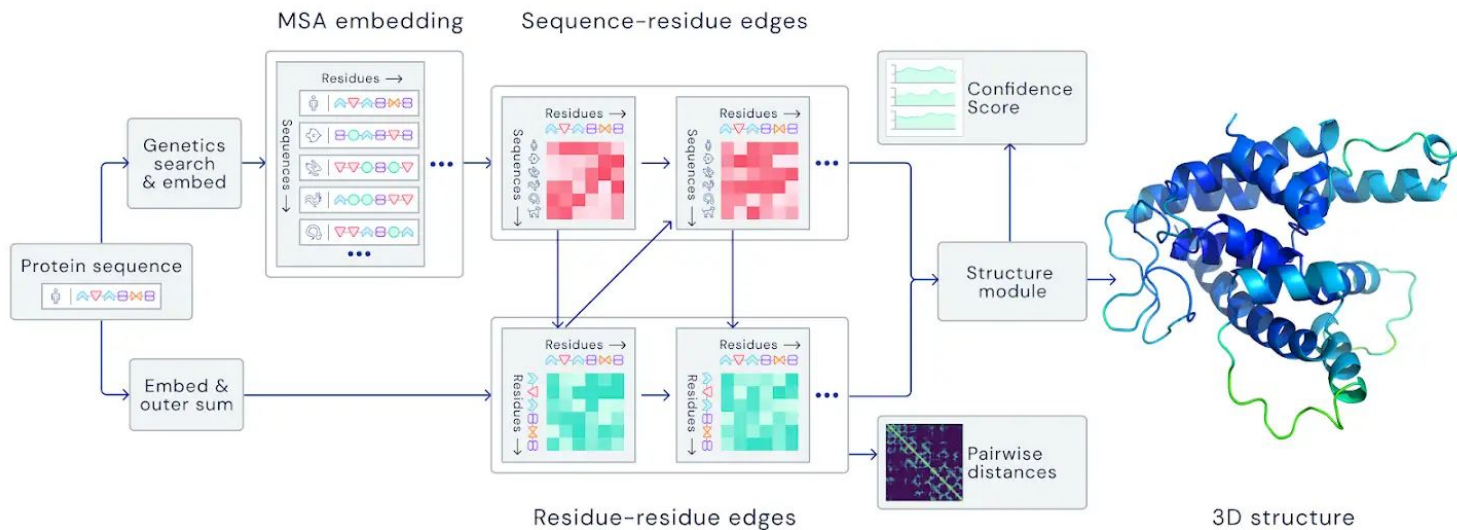 MSA embedding
Sequence-residue edges
Residues →
Sequences →
Genetics
search
& embed
Protein sequence
Embed &
outer sum
Residues →
Sequences →
Residues →
Sequences →
Residues →
Residues →
Residues →
Residues →
Confidence
Score
Structure
module
Pairwise
distances
Residue-residue edges
3D structure